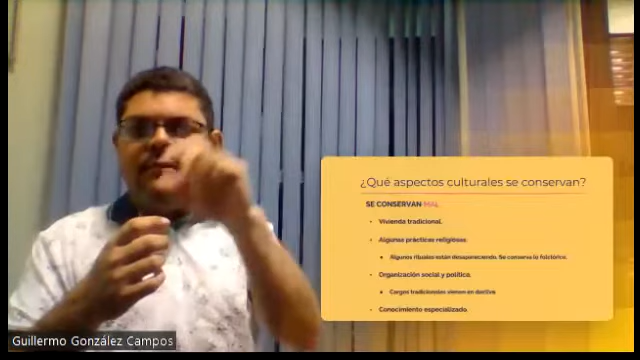 ¿Qué aspectos culturales se conservan?
SE CONSERVAN MAL
Vivienda tradicional.
Algunas prácticas religiosas
Algunos rituales están desapareciendo. Se conserva lo folclórico.
Organización social y política.
Cargos tradicionales vienen en declive
Conocimiento especializado.
Guillermo González Campos